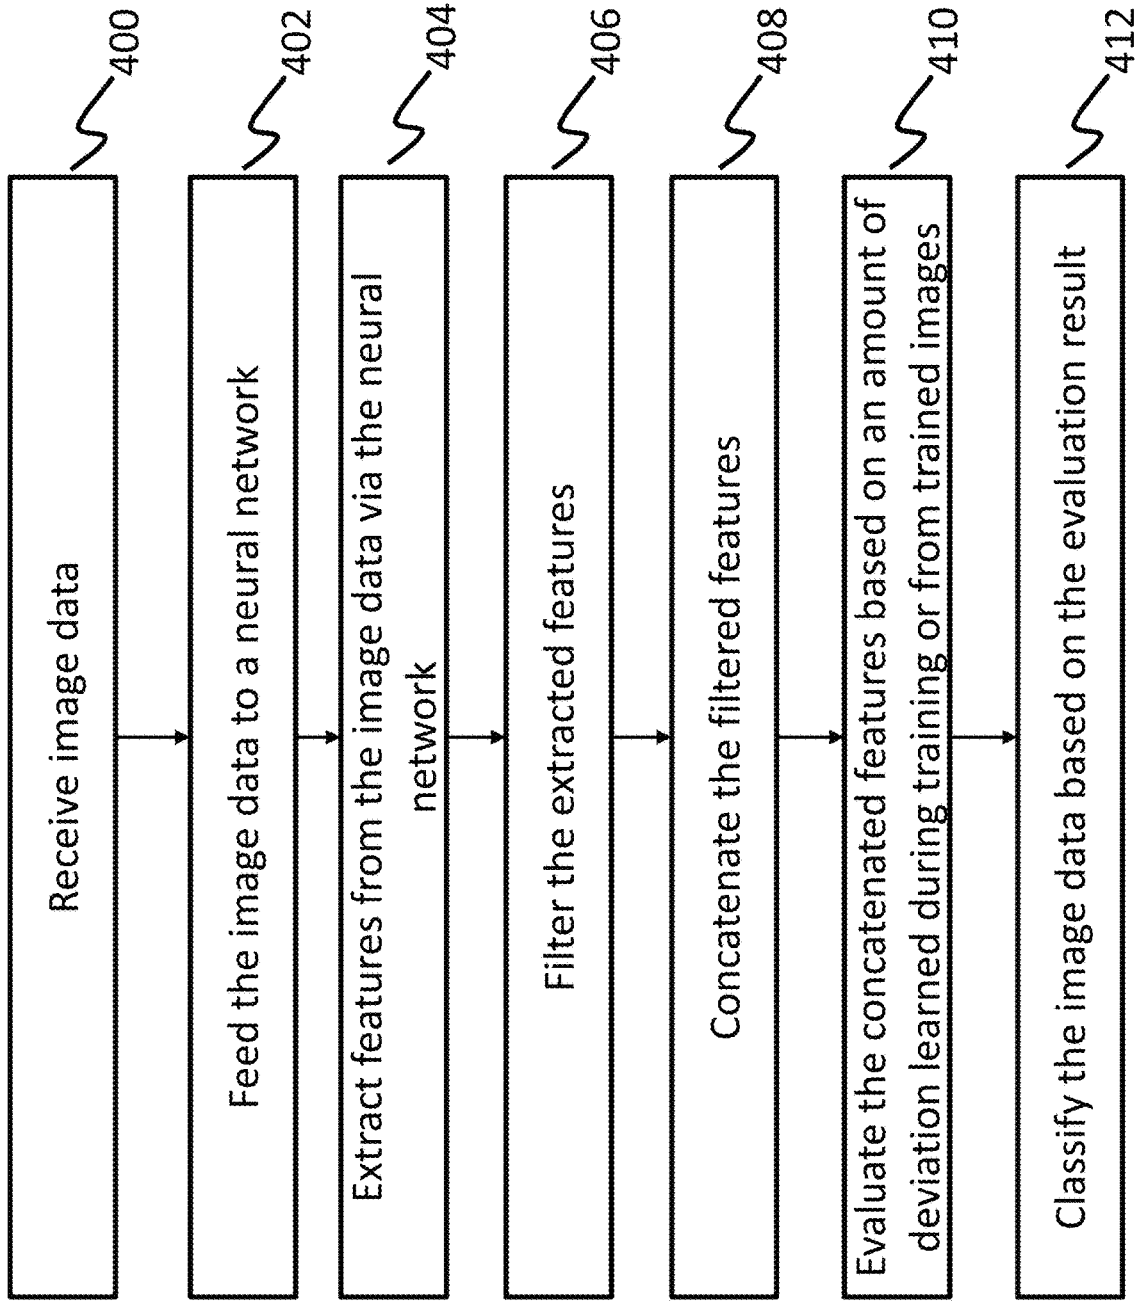 Receive image data
400
Feed the image data to a neural network
402
Extract features from the image data via the neural
network
404
Filter the extracted features
406
Concatenate the filtered features
408
Evaluate the concatenated features based on an amount of
deviation learned during training or from trained images
410
Classify the image data based on the evaluation result
412